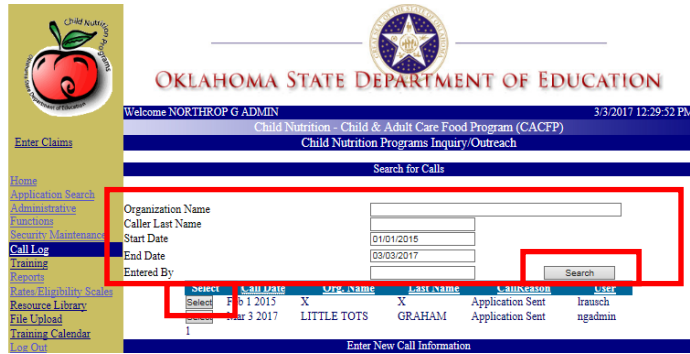 Child Nutrition Programs
Oklahoma State Department of Education
OKLAHOMA STATE DEPARTMENT OF EDUCATION
Welcome NORTHROP G ADMIN 3/3/2017 12:29:52 PM
Child Nutrition - Child & Adult Care Food Program (CACFP)
Enter Claims
Child Nutrition Programs Inquiry/Outreach
Search for Calls
Home
Application Search
Administrative
Functions
Security Maintenance
Call Log
Training
Reports
Rates/Eligibility Scales
Resource Library
File Upload
Training Calendar
Log Out
Organization Name
Caller Last Name
Start Date 01/01/2015
End Date 03/03/2017
Entered By Search
Select Call Date Org. Name Last Name CallReason User
Select Feb 1 2015 X X Application Sent lrausch
Select Mar 3 2017 LITTLE TOTS GRAHAM Application Sent ngadmin
1
Enter New Call Information